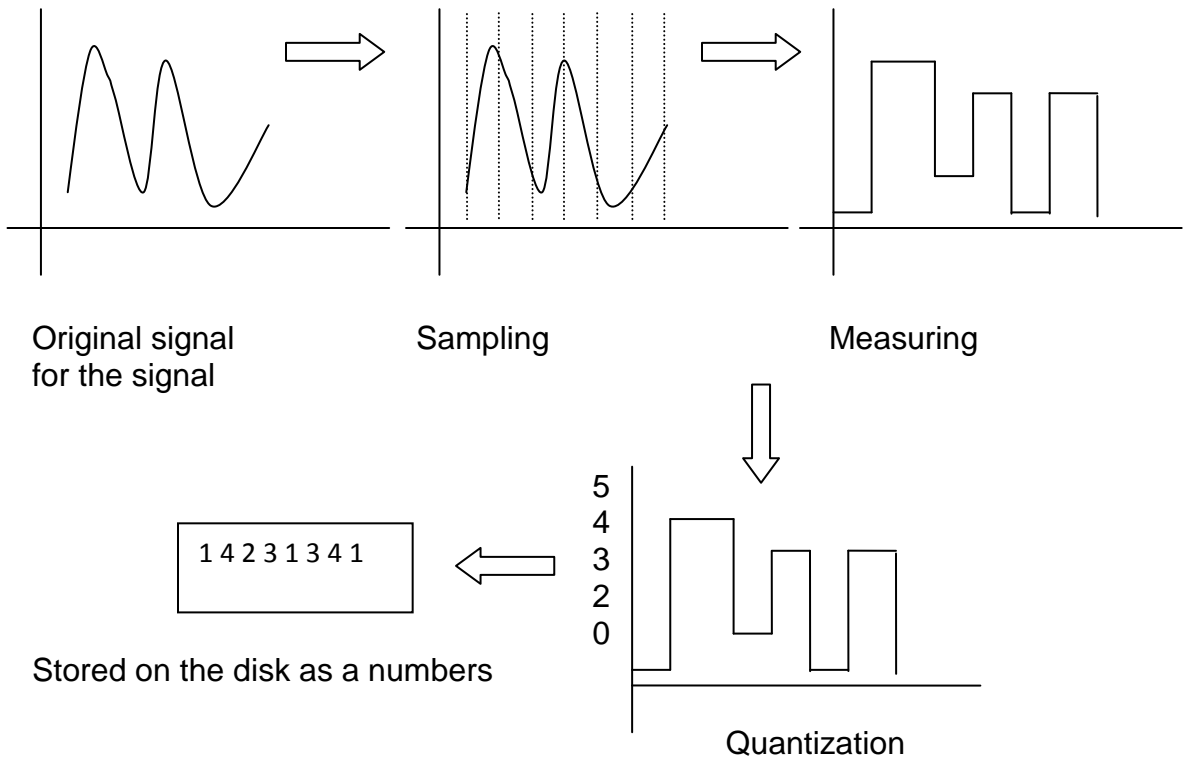 Original signal
for the signal
Sampling
Measuring
5
4
3
2
0
1 4 2 3 1 3 4 1
Stored on the disk as a numbers
Quantization